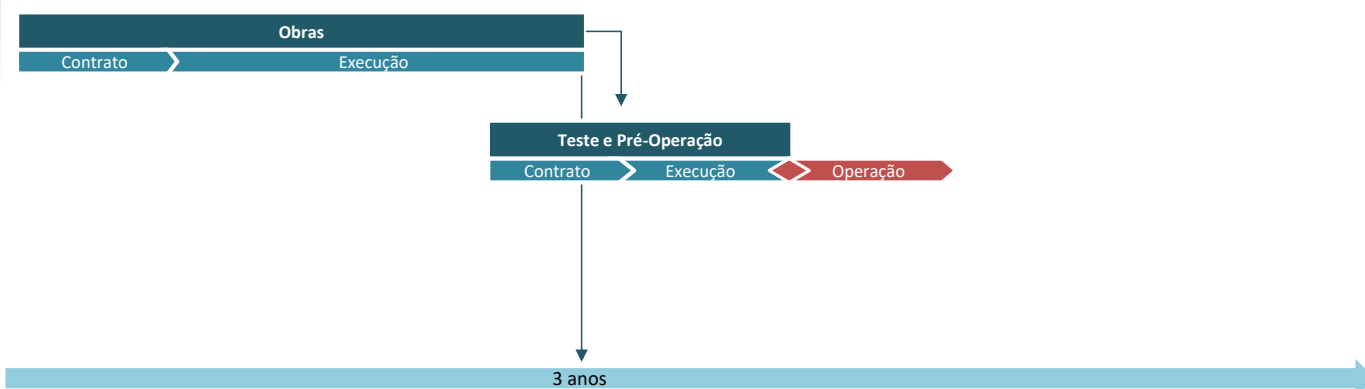 Obras
Contrato Execução
Teste e Pré-Operação
Contrato Execução Operação
3 anos